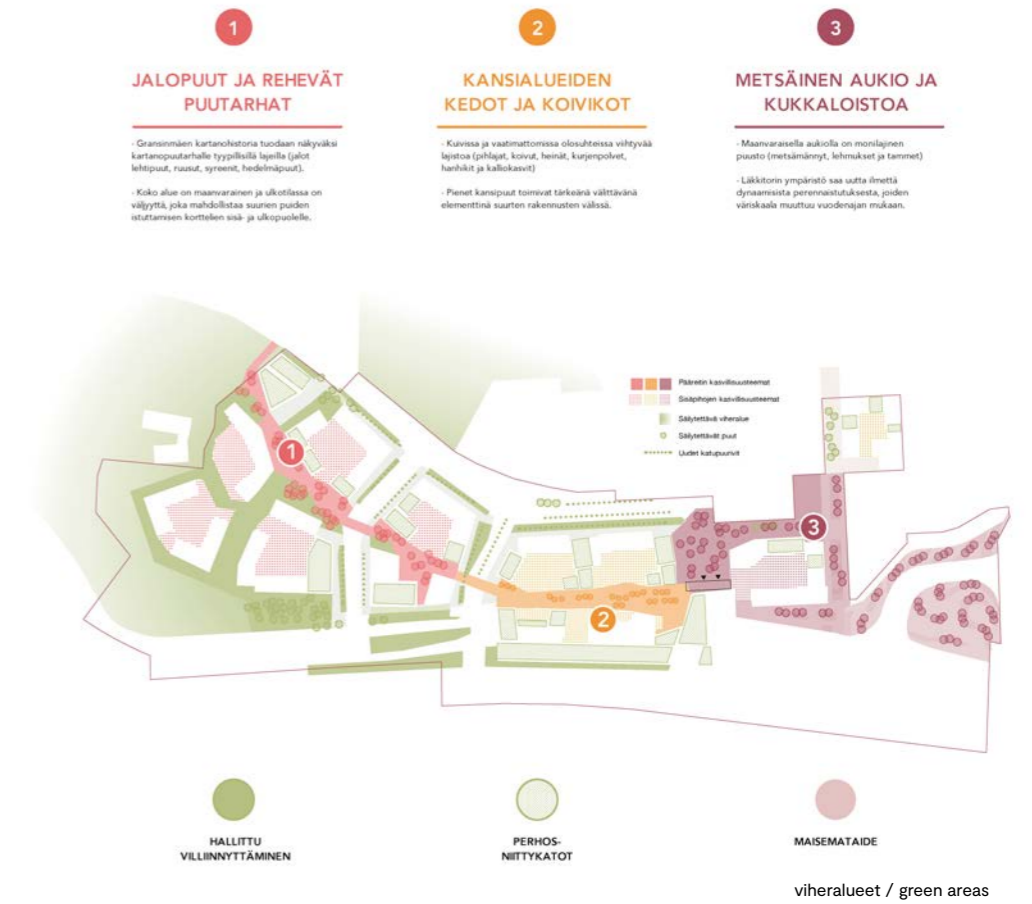 1
JALOPUUT JA REHEVÄT
PUUTARHAT
- Gransinmäen kartanohistoria tuodaan näkyväksi
kartanopuutarhalle tyypillisillä lajeilla (jalot
lehtipuut, ruusut, syreenit, hedelmäpuut).
- Koko alue on maanvarainen ja ulkotilassa on
väljyyttä, joka mahdollistaa suurien puiden
istuttamisen korttelien sisä- ja ulkopuolelle.
2
KANSIALUEIDEN
KEDOT JA KOIVIKOT
- Kuivissa ja vaatimattomissa olosuhteissa viihtyvää
lajistoa (pihlajat, koivut, heinät, kurjenpolvet,
hanhikit ja kalliokasvit)
- Pienet kansipuut toimivat tärkeänä välittävänä
elementtinä suurten rakennusten välissä.
3
METSÄINEN AUKIO JA
KUKKALOISTOA
- Maanvaraisella aukiolla on monilajinen
puusto (metsämännyt, lehmukset ja tammet)
- Läkkitorin ympäristö saa uutta ilmettä
dynaamisista perennaistutuksesta, joiden
väriskaala muuttuu vuodenajan mukaan.
Pääreitin kasvillisuusteemat
Sisäpihojen kasvillisuusteemat
Säilytettävä viheralue
Säilytettävät puut
Uudet katupuurivit
1
2
3
HALLITTU
VILLIINNYTTÄMINEN
PERHOS-
NIITTYKATOT
MAISEMATAIDE
viheralueet / green areas